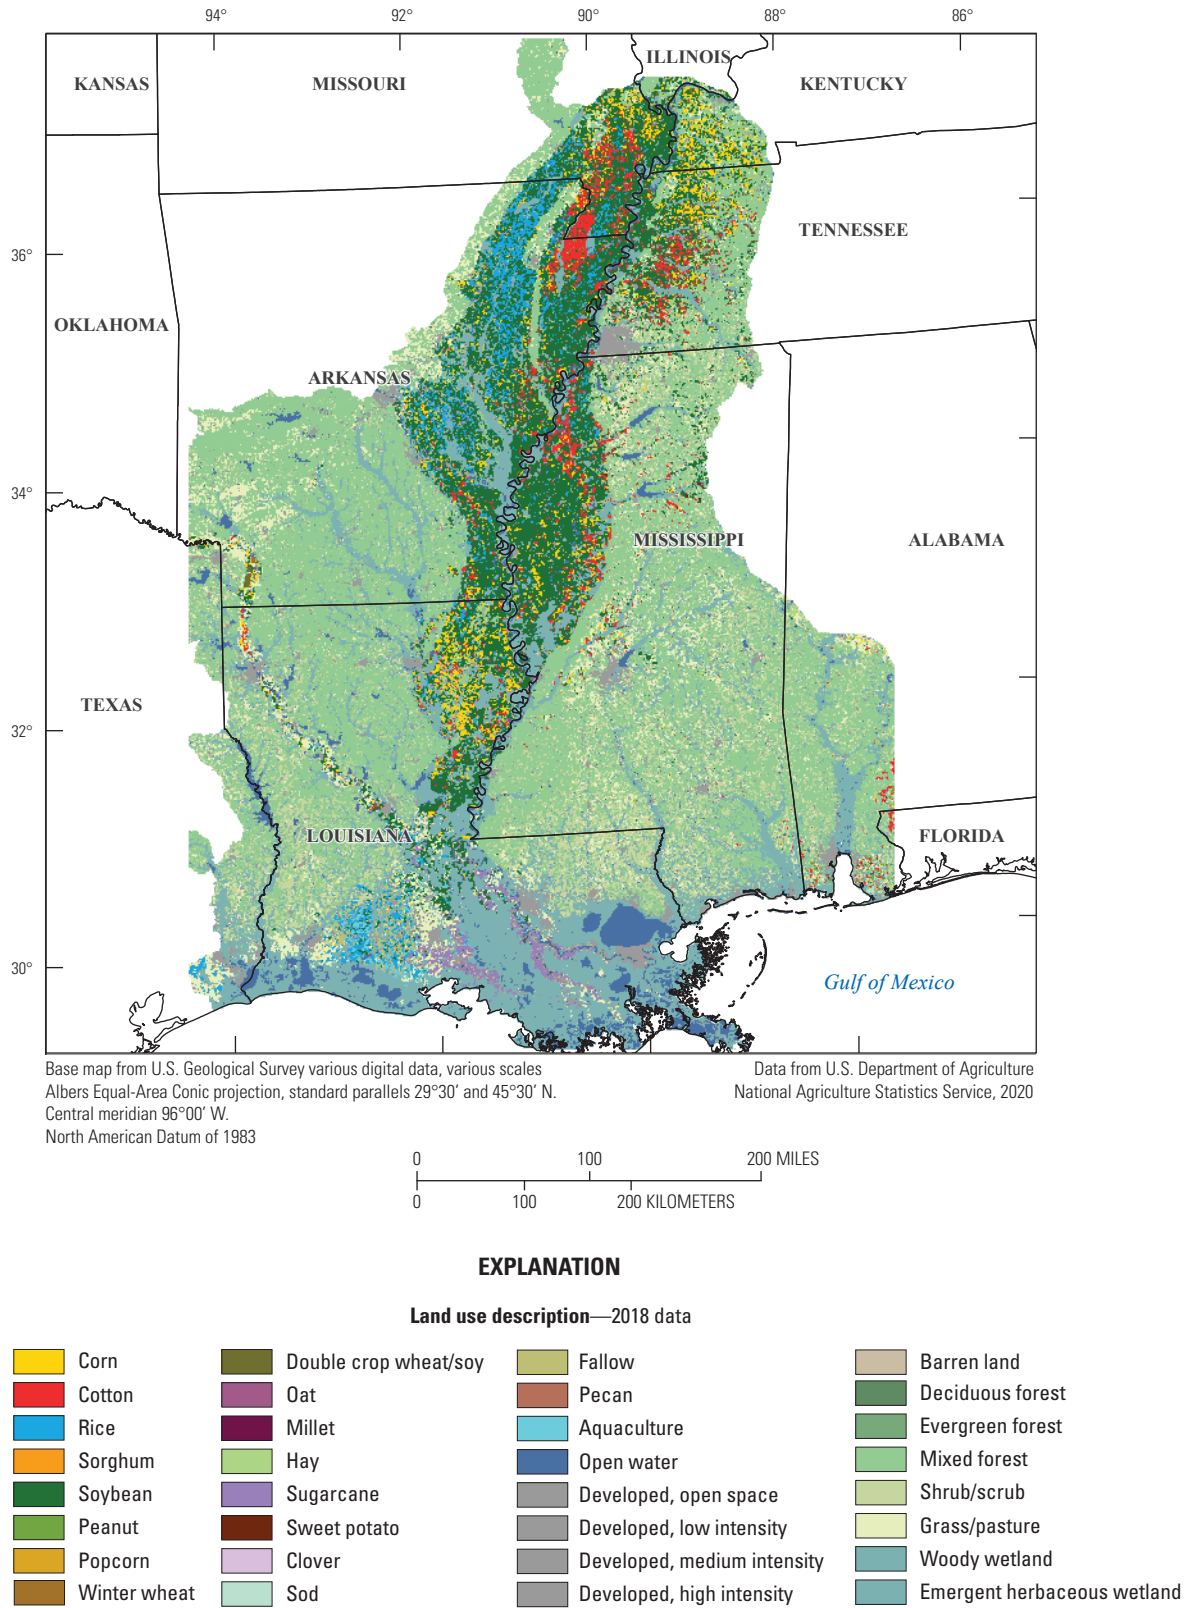 94° 92° 90° 88° 86°
ILLINOIS
KANSAS MISSOURI KENTUCKY
TENNESSEE
36°
OKLAHOMA
ARKANSAS
34°
MISSISSIPPI ALABAMA
TEXAS
32°
LOUISIANA FLORIDA
30°
Gulf of Mexico
Base map from U.S. Geological Survey various digital data, various scales
Albers Equal-Area Conic projection, standard parallels 29°30′ and 45°30′ N.
Central meridian 96°00′ W.
North American Datum of 1983
Data from U.S. Department of Agriculture
National Agriculture Statistics Service, 2020
0 100 200 MILES
0 100 200 KILOMETERS
EXPLANATION
Land use description—2018 data
Corn
Cotton
Rice
Sorghum
Soybean
Peanut
Popcorn
Winter wheat
Double crop wheat/soy
Oat
Millet
Hay
Sugarcane
Sweet potato
Clover
Sod
Fallow
Pecan
Aquaculture
Open water
Developed, open space
Developed, low intensity
Developed, medium intensity
Developed, high intensity
Barren land
Deciduous forest
Evergreen forest
Mixed forest
Shrub/scrub
Grass/pasture
Woody wetland
Emergent herbaceous wetland